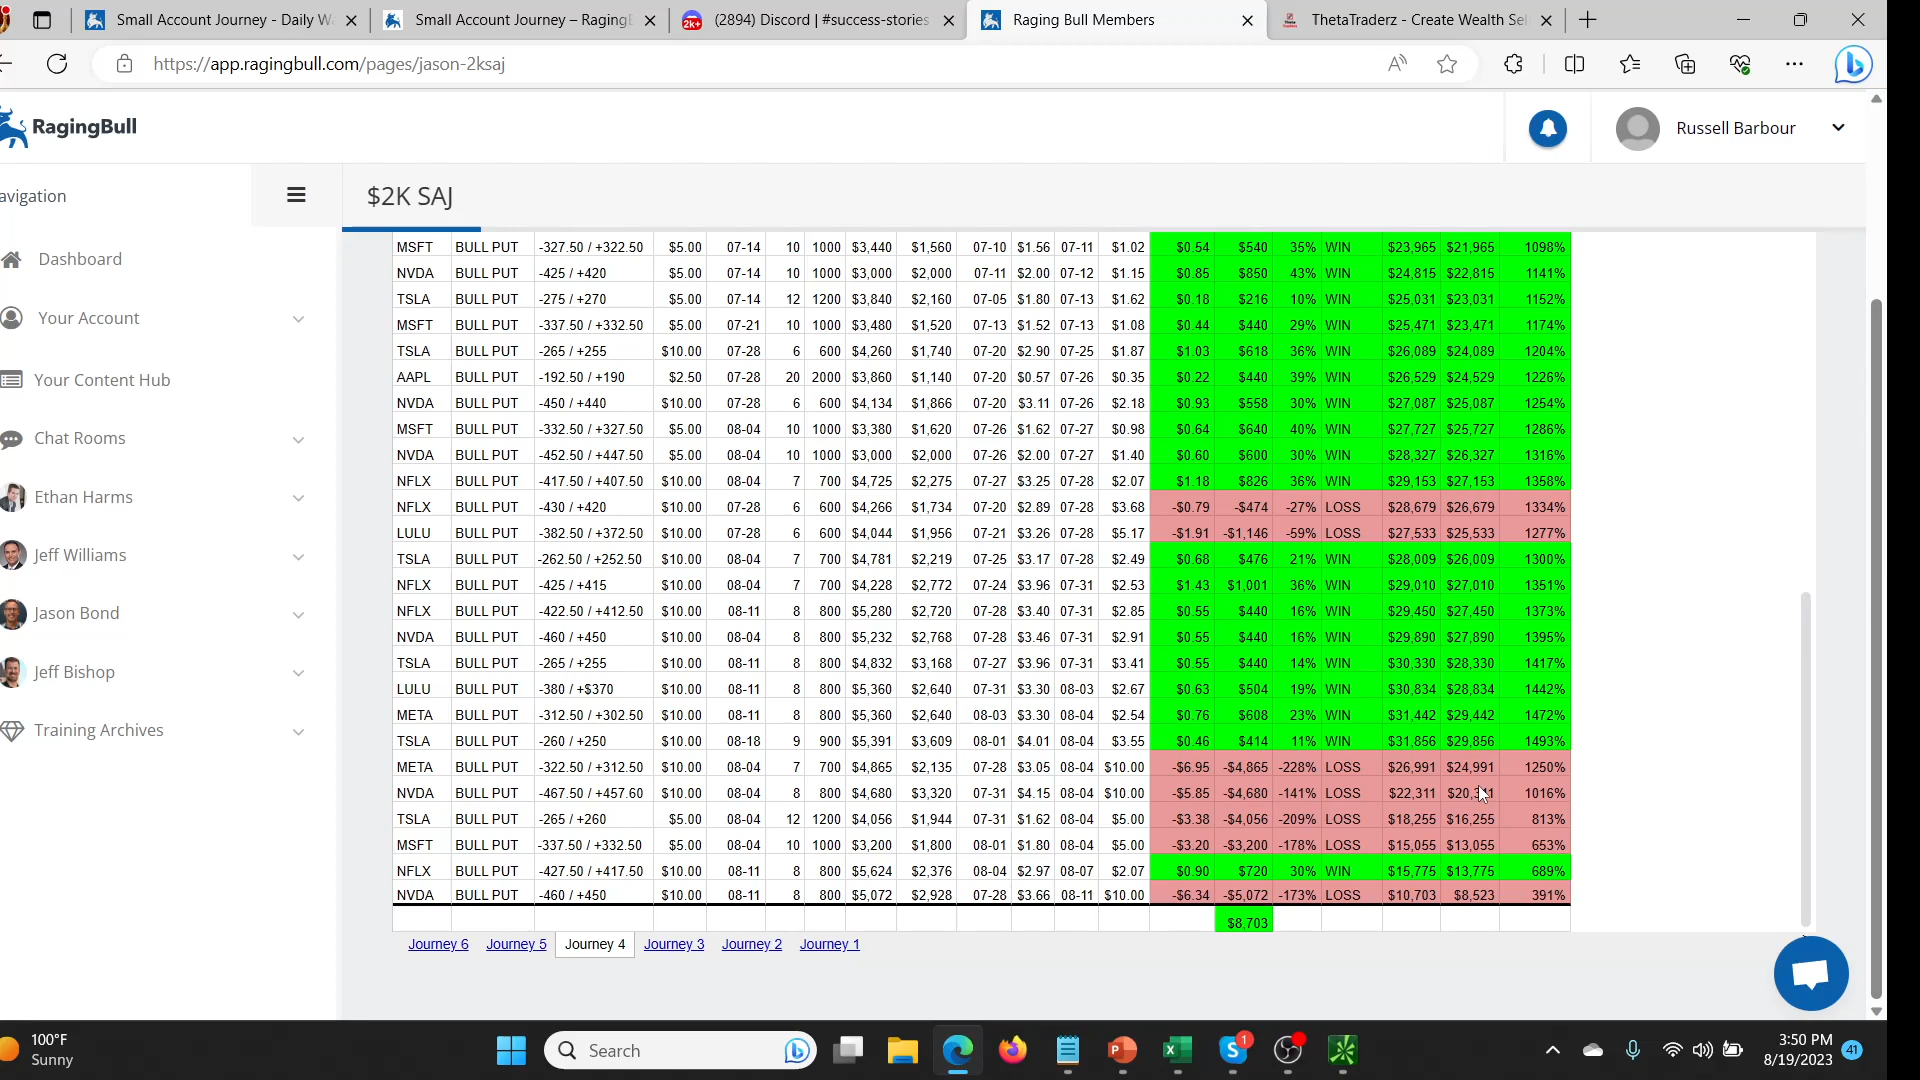 Small Account Journey - Daily Wa
Small Account Journey – RagingB
(2894) Discord | #success-stories
Raging Bull Members
ThetaTraderz - Create Wealth Sel
https://app.ragingbull.com/pages/jason-2ksaj
RagingBull
Russell Barbour
avigation
$2K SAJ
Dashboard
Your Account
Your Content Hub
Chat Rooms
Ethan Harms
Jeff Williams
Jason Bond
Jeff Bishop
Training Archives
MSFT BULL PUT -327.50 / +322.50 $5.00 07-14 10 1000 $3,440 $1,560 07-10 $1.56 07-11 $1.02 $0.54 $540 35% WIN $23,965 $21,965 1098%
NVDA BULL PUT -425 / +420 $5.00 07-14 10 1000 $3,000 $2,000 07-11 $2.00 07-12 $1.15 $0.85 $850 43% WIN $24,815 $22,815 1141%
TSLA BULL PUT -275 / +270 $5.00 07-14 12 1200 $3,840 $2,160 07-05 $1.80 07-13 $1.62 $0.18 $216 10% WIN $25,031 $23,031 1152%
MSFT BULL PUT -337.50 / +332.50 $5.00 07-21 10 1000 $3,480 $1,520 07-13 $1.52 07-13 $1.08 $0.44 $440 29% WIN $25,471 $23,471 1174%
TSLA BULL PUT -265 / +255 $10.00 07-28 6 600 $4,260 $1,740 07-20 $2.90 07-25 $1.87 $1.03 $618 36% WIN $26,089 $24,089 1204%
AAPL BULL PUT -192.50 / +190 $2.50 07-28 20 2000 $3,860 $1,140 07-20 $0.57 07-26 $0.35 $0.22 $440 39% WIN $26,529 $24,529 1226%
NVDA BULL PUT -450 / +440 $10.00 07-28 6 600 $4,134 $1,866 07-20 $3.11 07-26 $2.18 $0.93 $558 30% WIN $27,087 $25,087 1254%
MSFT BULL PUT -332.50 / +327.50 $5.00 08-04 10 1000 $3,380 $1,620 07-26 $1.62 07-27 $0.98 $0.64 $640 40% WIN $27,727 $25,727 1286%
NVDA BULL PUT -452.50 / +447.50 $5.00 08-04 10 1000 $3,000 $2,000 07-26 $2.00 07-27 $1.40 $0.60 $600 30% WIN $28,327 $26,327 1316%
NFLX BULL PUT -417.50 / +407.50 $10.00 08-04 7 700 $4,725 $2,275 07-27 $3.25 07-28 $2.07 $1.18 $826 36% WIN $29,153 $27,153 1358%
NFLX BULL PUT -430 / +420 $10.00 07-28 6 600 $4,266 $1,734 07-20 $2.89 07-28 $3.68 -$0.79 -$474 -27% LOSS $28,679 $26,679 1334%
LULU BULL PUT -382.50 / +372.50 $10.00 07-28 6 600 $4,044 $1,956 07-21 $3.26 07-28 $5.17 -$1.91 -$1,146 -59% LOSS $27,533 $25,533 1277%
TSLA BULL PUT -262.50 / +252.50 $10.00 08-04 7 700 $4,781 $2,219 07-25 $3.17 07-28 $2.49 $0.68 $476 21% WIN $28,009 $26,009 1300%
NFLX BULL PUT -425 / +415 $10.00 08-04 7 700 $4,228 $2,772 07-24 $3.96 07-31 $2.53 $1.43 $1,001 36% WIN $29,010 $27,010 1351%
NFLX BULL PUT -422.50 / +412.50 $10.00 08-11 8 800 $5,280 $2,720 07-28 $3.40 07-31 $2.85 $0.55 $440 16% WIN $29,450 $27,450 1373%
NVDA BULL PUT -460 / +450 $10.00 08-04 8 800 $5,232 $2,768 07-28 $3.46 07-31 $2.91 $0.55 $440 16% WIN $29,890 $27,890 1395%
TSLA BULL PUT -265 / +255 $10.00 08-11 8 800 $4,832 $3,168 07-27 $3.96 07-31 $3.41 $0.55 $440 14% WIN $30,330 $28,330 1417%
LULU BULL PUT -380 / +$370 $10.00 08-11 8 800 $5,360 $2,640 07-31 $3.30 08-03 $2.67 $0.63 $504 19% WIN $30,834 $28,834 1442%
META BULL PUT -312.50 / +302.50 $10.00 08-11 8 800 $5,360 $2,640 08-03 $3.30 08-04 $2.54 $0.76 $608 23% WIN $31,442 $29,442 1472%
TSLA BULL PUT -260 / +250 $10.00 08-18 9 900 $5,391 $3,609 08-01 $4.01 08-04 $3.55 $0.46 $414 11% WIN $31,856 $29,856 1493%
META BULL PUT -322.50 / +312.50 $10.00 08-04 7 700 $4,865 $2,135 07-28 $3.05 08-04 $10.00 -$6.95 -$4,865 -228% LOSS $26,991 $24,991 1250%
NVDA BULL PUT -467.50 / +457.60 $10.00 08-04 8 800 $4,680 $3,320 07-31 $4.15 08-04 $10.00 -$5.85 -$4,680 -141% LOSS $22,311 1016%
TSLA BULL PUT -265 / +260 $5.00 08-04 12 1200 $4,056 $1,944 07-31 $1.62 08-04 $5.00 -$3.38 -$4,056 -209% LOSS $18,255 $16,255 813%
MSFT BULL PUT -337.50 / +332.50 $5.00 08-04 10 1000 $3,200 $1,800 08-01 $1.80 08-04 $5.00 -$3.20 -$3,200 -178% LOSS $15,055 $13,055 653%
NFLX BULL PUT -427.50 / +417.50 $10.00 08-11 8 800 $5,624 $2,376 08-04 $2.97 08-07 $2.07 $0.90 $720 30% WIN $15,775 $13,775 689%
NVDA BULL PUT -460 / +450 $10.00 08-11 8 800 $5,072 $2,928 07-28 $3.66 08-11 $10.00 -$6.34 -$5,072 -173% LOSS $10,703 $8,523 391%
$8,703
Journey 6 Journey 5 Journey 4 Journey 3 Journey 2 Journey 1
100°F
Sunny
Search
1
3:50 PM
8/19/2023
41